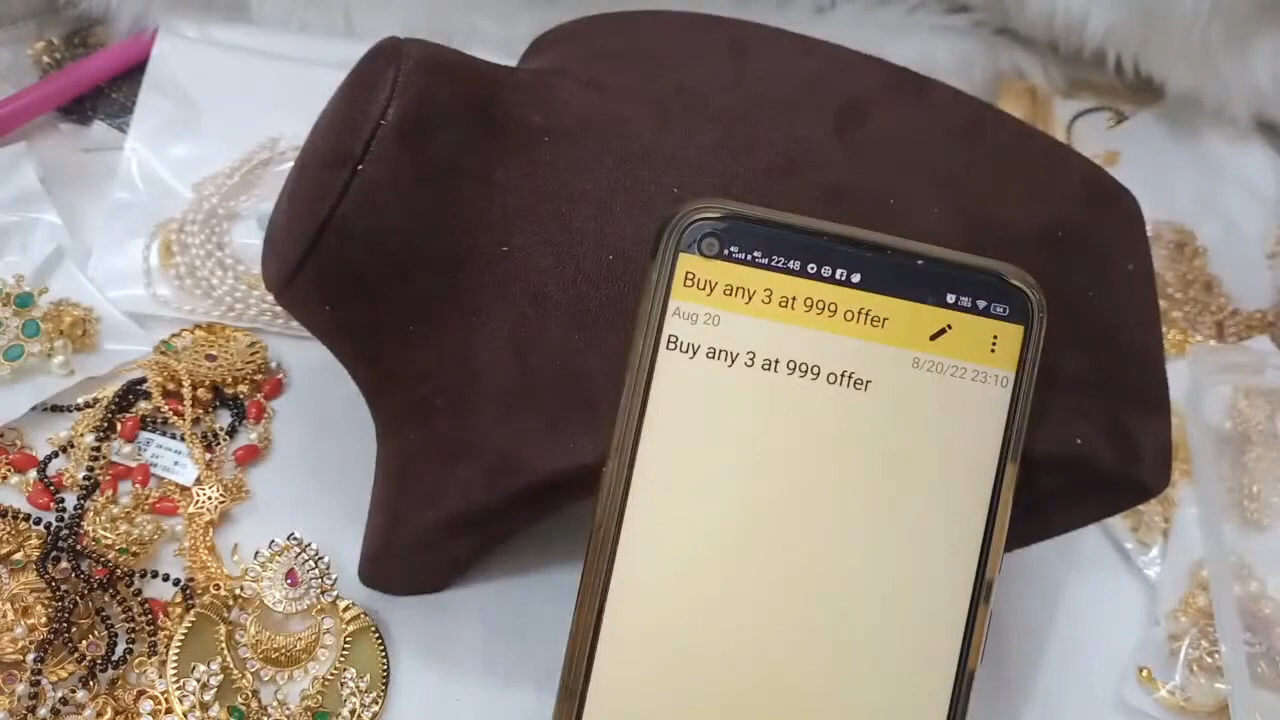 22:48
Buy any 3 at 999 offer
Aug 20
8/20/22 23:10
Buy any 3 at 999 offer